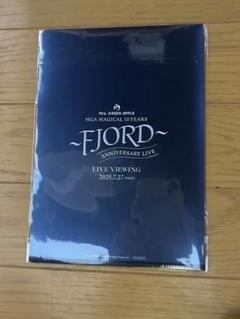 Mrs. GREEN APPLE
MGA MAGICAL 10 YEARS
~FJORD~
ANNIVERSARY LIVE
LIVE VIEWING
2025.7.27